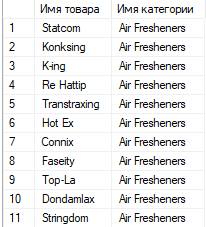 Имя товара Имя категории
1 Statcom Air Fresheners
2 Konksing Air Fresheners
3 K-ing Air Fresheners
4 Re Hattip Air Fresheners
5 Transtraxing Air Fresheners
6 Hot Ex Air Fresheners
7 Connix Air Fresheners
8 Faseity Air Fresheners
9 Top-La Air Fresheners
10 Dondamlax Air Fresheners
11 Stringdom Air Fresheners